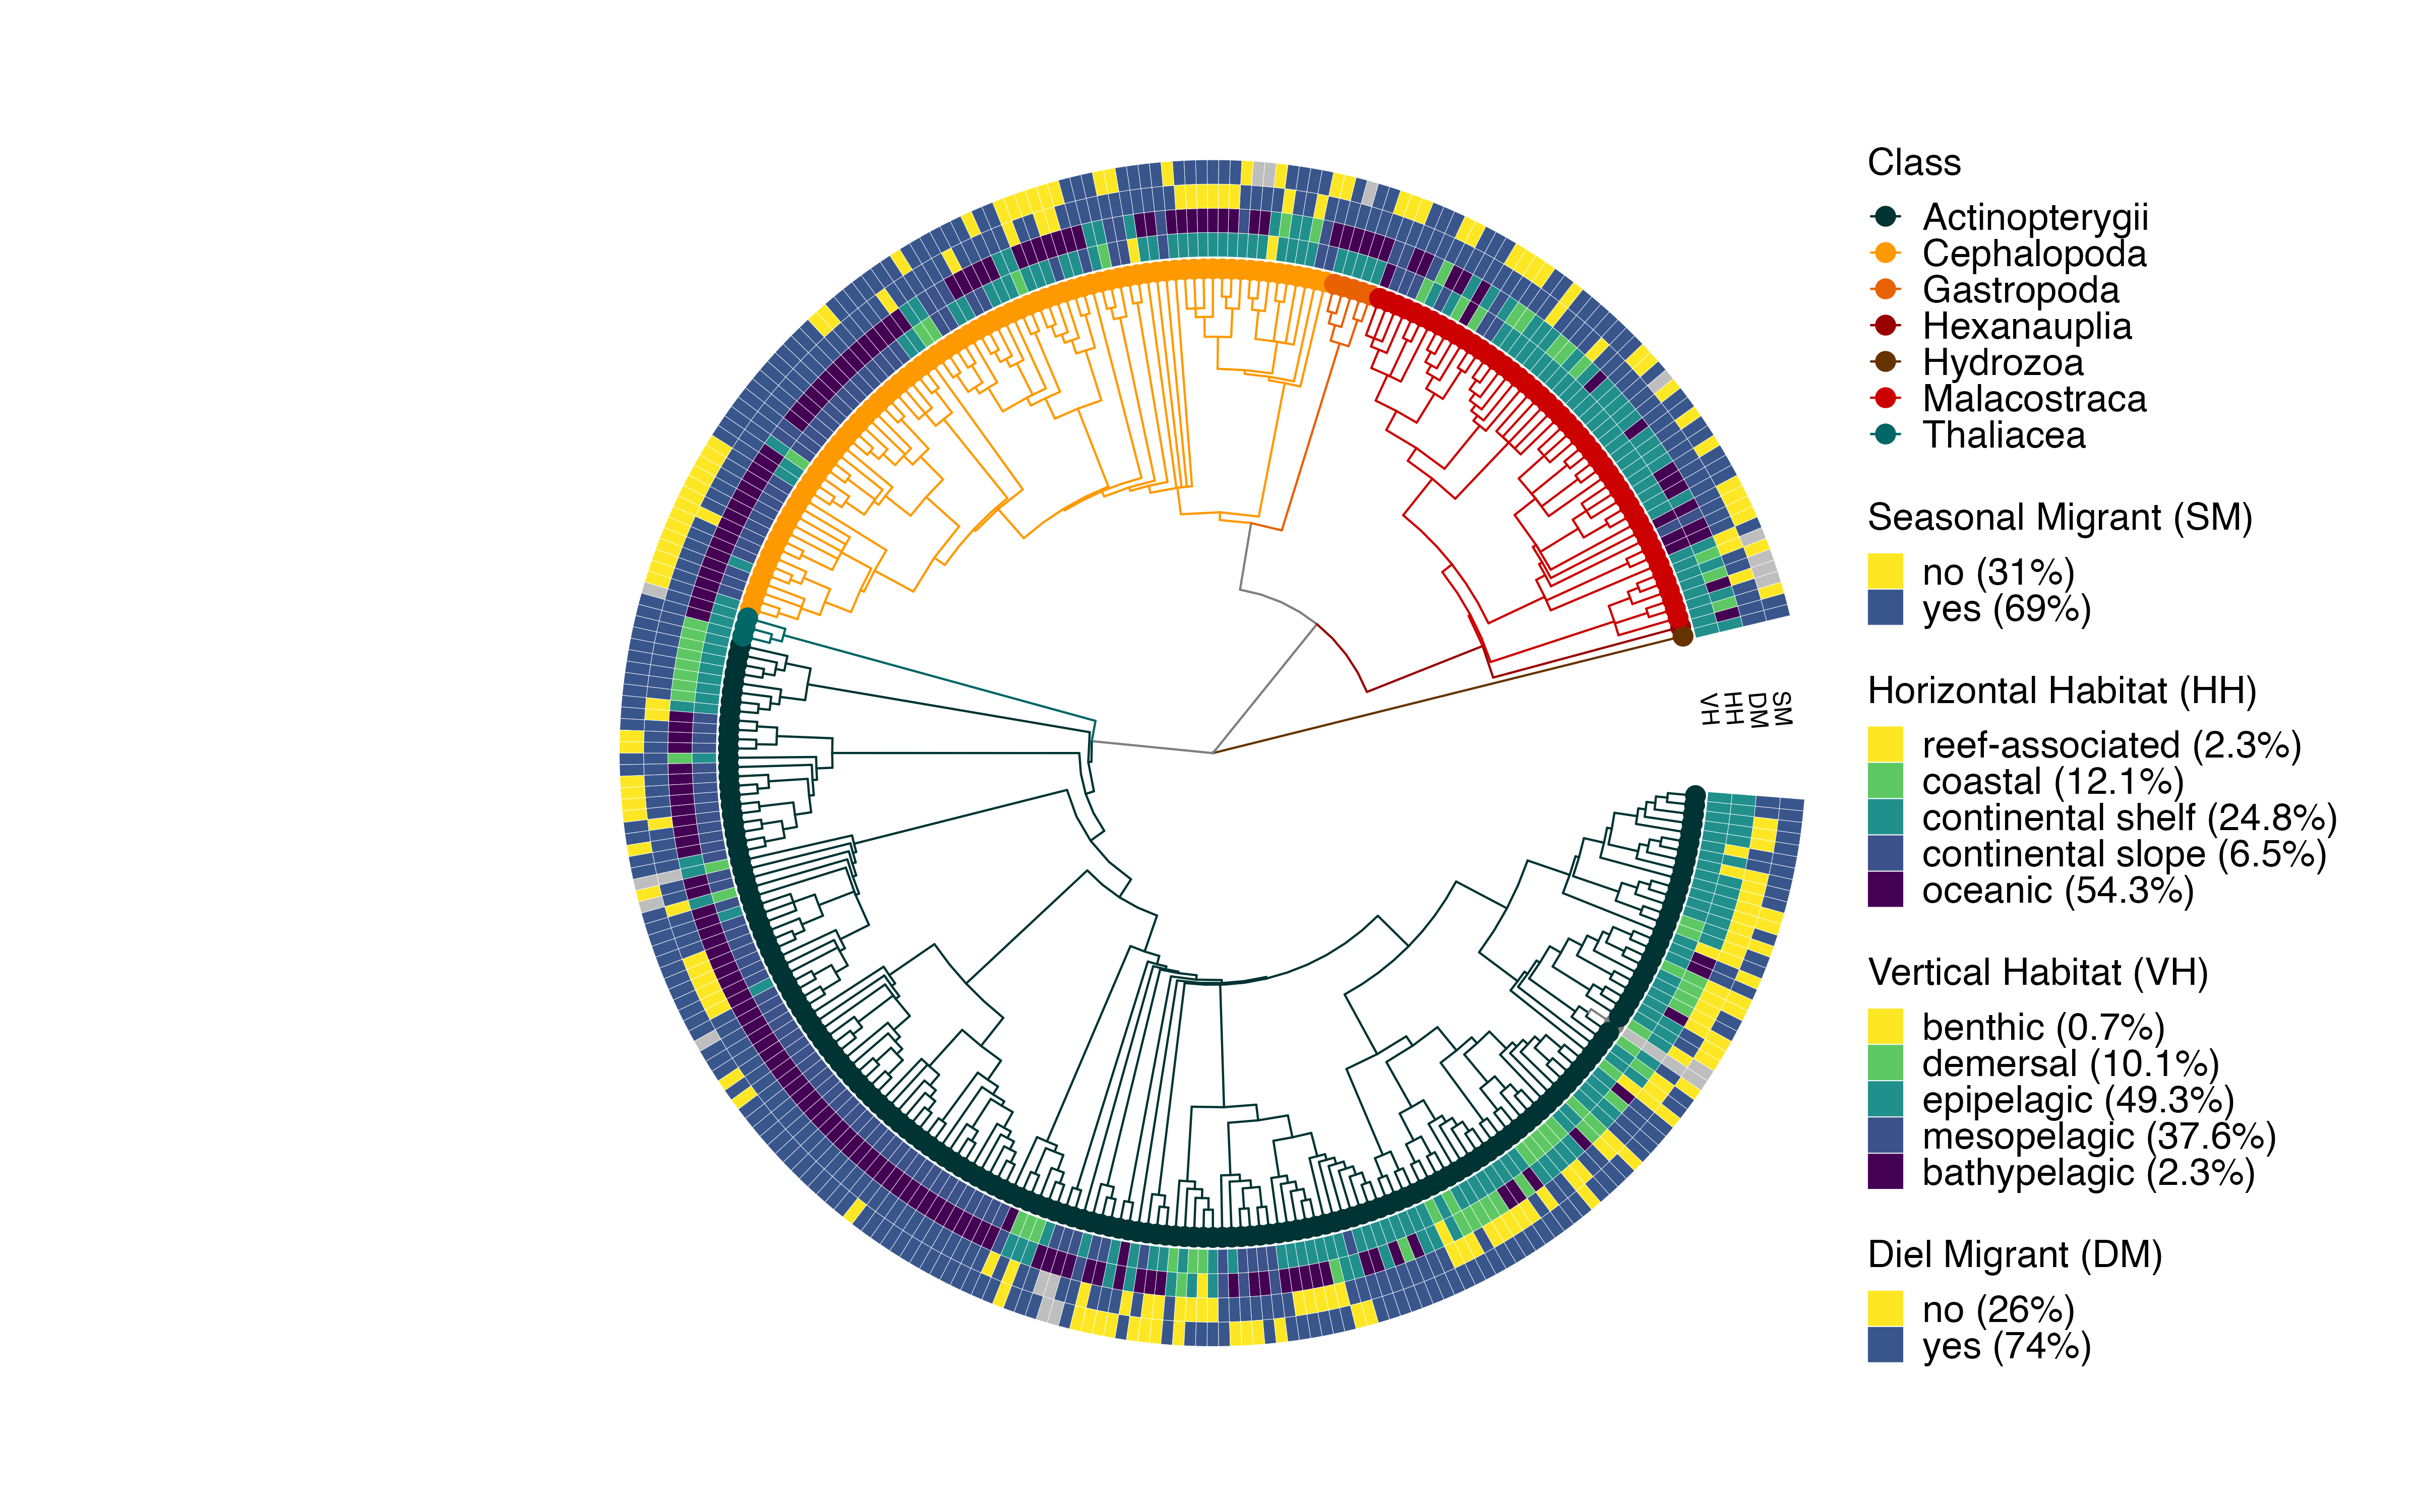 Class
Actinopterygii
Cephalopoda
Gastropoda
Hexanauplia
Hydrozoa
Malacostraca
Thaliacea
Seasonal Migrant (SM)
no (31%)
yes (69%)
Horizontal Habitat (HH)
reef-associated (2.3%)
coastal (12.1%)
continental shelf (24.8%)
continental slope (6.5%)
oceanic (54.3%)
Vertical Habitat (VH)
benthic (0.7%)
demersal (10.1%)
epipelagic (49.3%)
mesopelagic (37.6%)
bathypelagic (2.3%)
Diel Migrant (DM)
no (26%)
yes (74%)
VH
HH
DM
SM